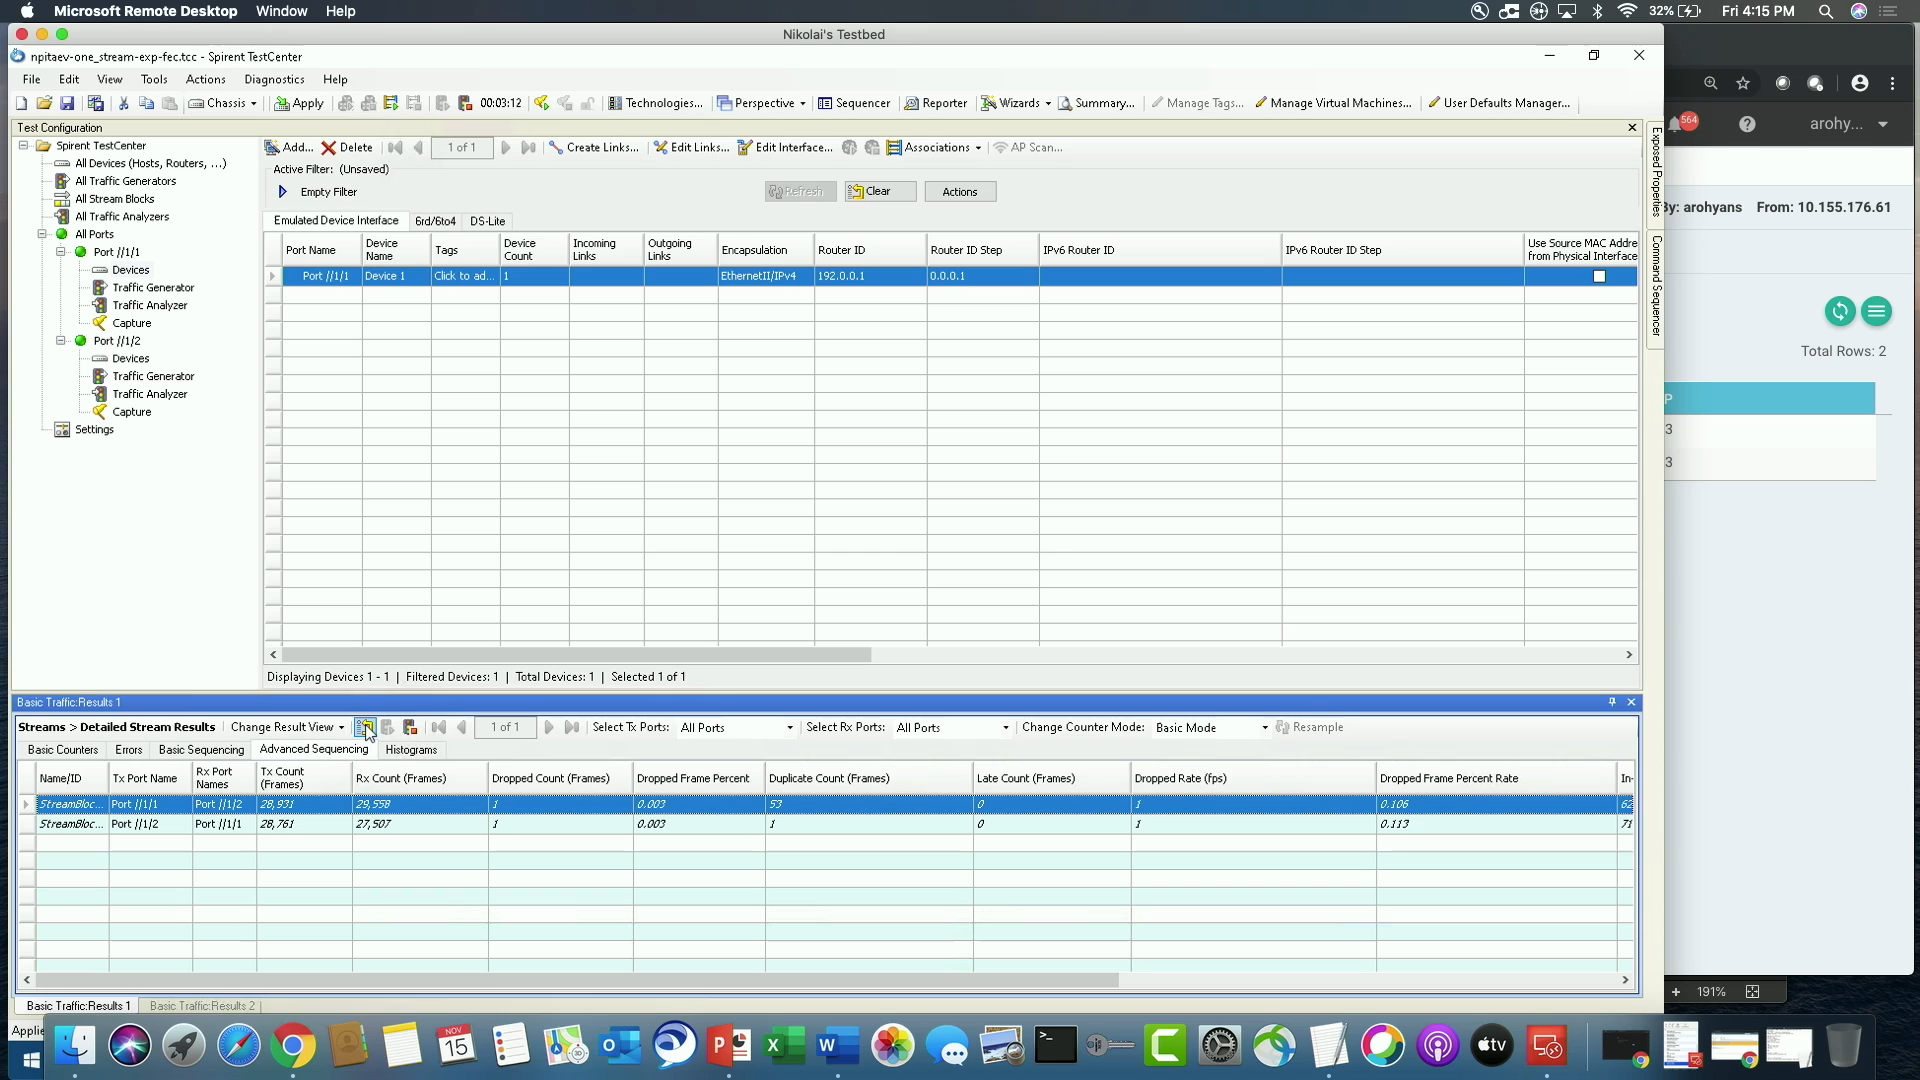 Microsoft Remote Desktop Window Help 32% Fri 4:15 PM
Nikolai's Testbed
npitaev-one_stream-exp-fec.tcc - Spirent TestCenter
File Edit View Tools Actions Diagnostics Help
Chassis Apply 00:03:12 Technologies... Perspective Sequencer Reporter Wizards Summary... Manage Tags... Manage Virtual Machines... User Defaults Manager...
Test Configuration
Spirent TestCenter
All Devices (Hosts, Routers, ...)
All Traffic Generators
All Stream Blocks
All Traffic Analyzers
All Ports
Port //1/1
Devices
Traffic Generator
Traffic Analyzer
Capture
Port //1/2
Devices
Traffic Generator
Traffic Analyzer
Capture
Settings
Add... Delete 1 of 1 Create Links... Edit Links... Edit Interface... Associations AP Scan...
Active Filter: (Unsaved)
Empty Filter Refresh Clear Actions
Emulated Device Interface 6rd/6to4 DS-Lite
Port Name Device Name Tags Device Count Incoming Links Outgoing Links Encapsulation Router ID Router ID Step IPv6 Router ID IPv6 Router ID Step Use Source MAC Addre from Physical Interface
Port //1/1 Device 1 Click to ad... 1 EthernetII/IPv4 192.0.0.1 0.0.0.1
Displaying Devices 1 - 1 | Filtered Devices: 1 | Total Devices: 1 | Selected 1 of 1
Exposed Properties
Command Sequencer
564 arohy...
By: arohyans From: 10.155.176.61
Total Rows: 2
P
3
3
191%
Basic Traffic:Results 1
Streams > Detailed Stream Results Change Result View 1 of 1 Select Tx Ports: All Ports Select Rx Ports: All Ports Change Counter Mode: Basic Mode Resample
Basic Counters Errors Basic Sequencing Advanced Sequencing Histograms
Name/ID Tx Port Name Rx Port Names Tx Count (Frames) Rx Count (Frames) Dropped Count (Frames) Dropped Frame Percent Duplicate Count (Frames) Late Count (Frames) Dropped Rate (fps) Dropped Frame Percent Rate In-
StreamBloc... Port //1/1 Port //1/2 28,931 29,558 1 0.003 53 0 1 0.106 62
StreamBloc... Port //1/2 Port //1/1 28,761 27,507 1 0.003 1 0 1 0.113 71
Basic Traffic:Results 1 Basic Traffic:Results 2
Applie
NOV
15
tv